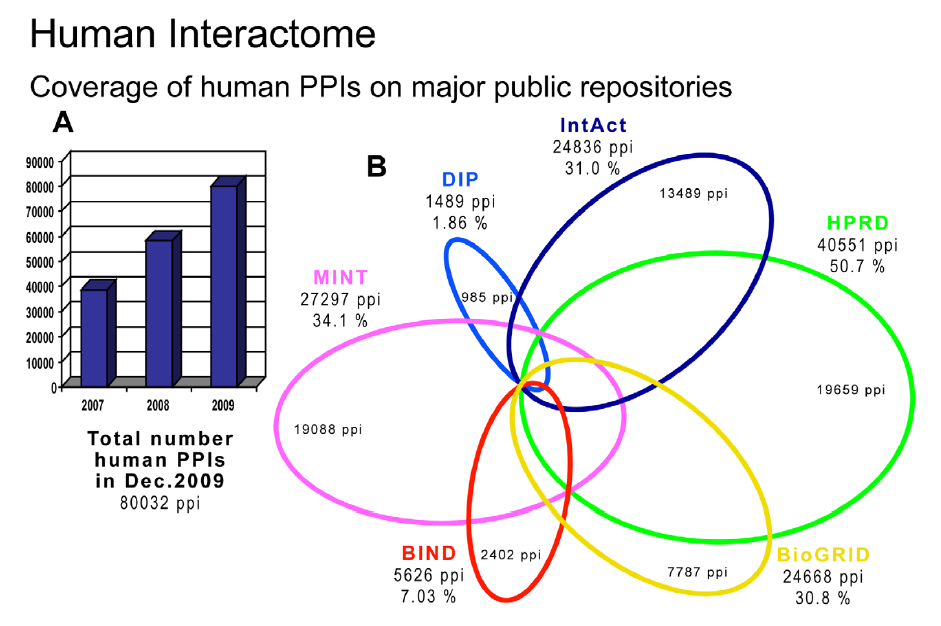 Human Interactome
Coverage of human PPIs on major public repositories
A
90000
80000
70000
60000
50000
40000
30000
20000
10000
0
2007 2008 2009
Total number
human PPIs
in Dec.2009
80032 ppi
B
IntAct
24836 ppi
31.0 %
13489 ppi
DIP
1489 ppi
1.86 %
985 ppi
HPRD
40551 ppi
50.7 %
19659 ppi
MINT
27297 ppi
34.1 %
19088 ppi
BIND
5626 ppi
7.03 %
2402 ppi
BioGRID
24668 ppi
30.8 %
7787 ppi